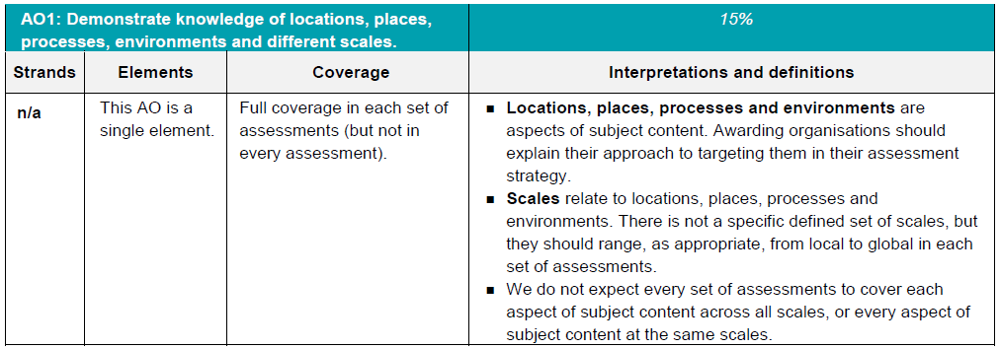 AO1: Demonstrate knowledge of locations, places,
processes, environments and different scales.
15%
Strands
Elements
Coverage
Interpretations and definitions
n/a
This AO is a
single element.
Full coverage in each set of
assessments (but not in
every assessment).
■ Locations, places, processes and environments are
aspects of subject content. Awarding organisations should
explain their approach to targeting them in their assessment
strategy.
■ Scales relate to locations, places, processes and
environments. There is not a specific defined set of scales, but
they should range, as appropriate, from local to global in each
set of assessments.
■ We do not expect every set of assessments to cover each
aspect of subject content across all scales, or every aspect of
subject content at the same scales.